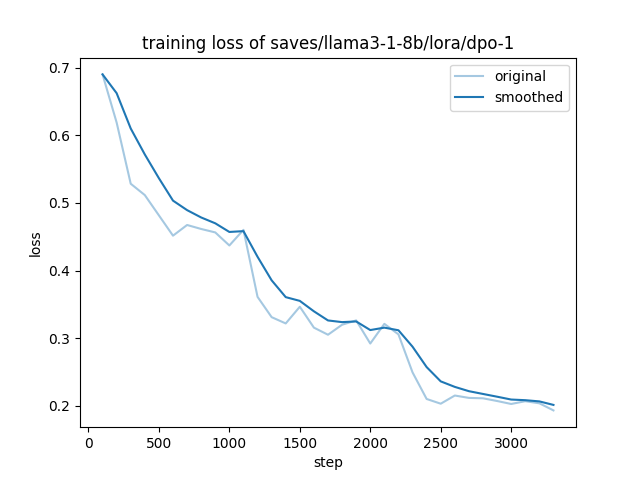 training loss of saves/llama3-1-8b/lora/dpo-1
original
smoothed
loss
0.7
0.6
0.5
0.4
0.3
0.2
0 500 1000 1500 2000 2500 3000
step